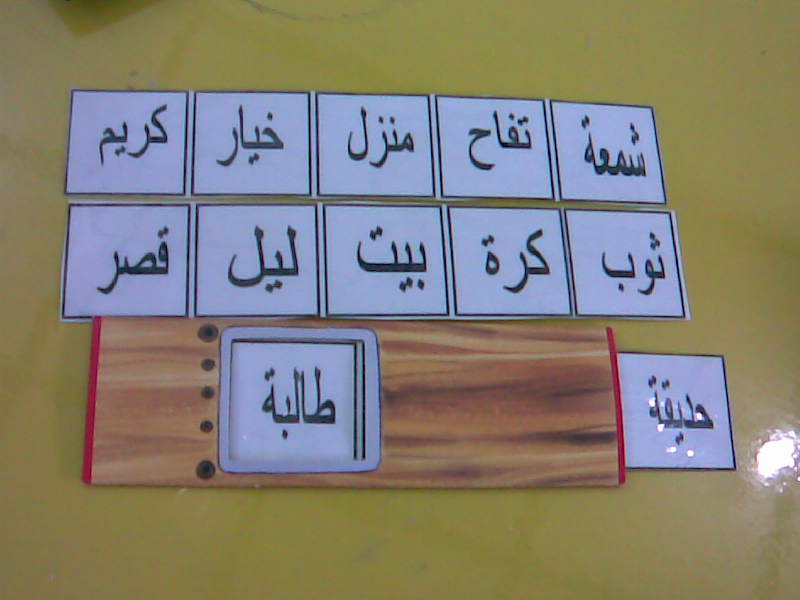 شمعة تفاح منزل خيار كريم
ثوب كرة بيت ليل قصر
حديقة طالبة